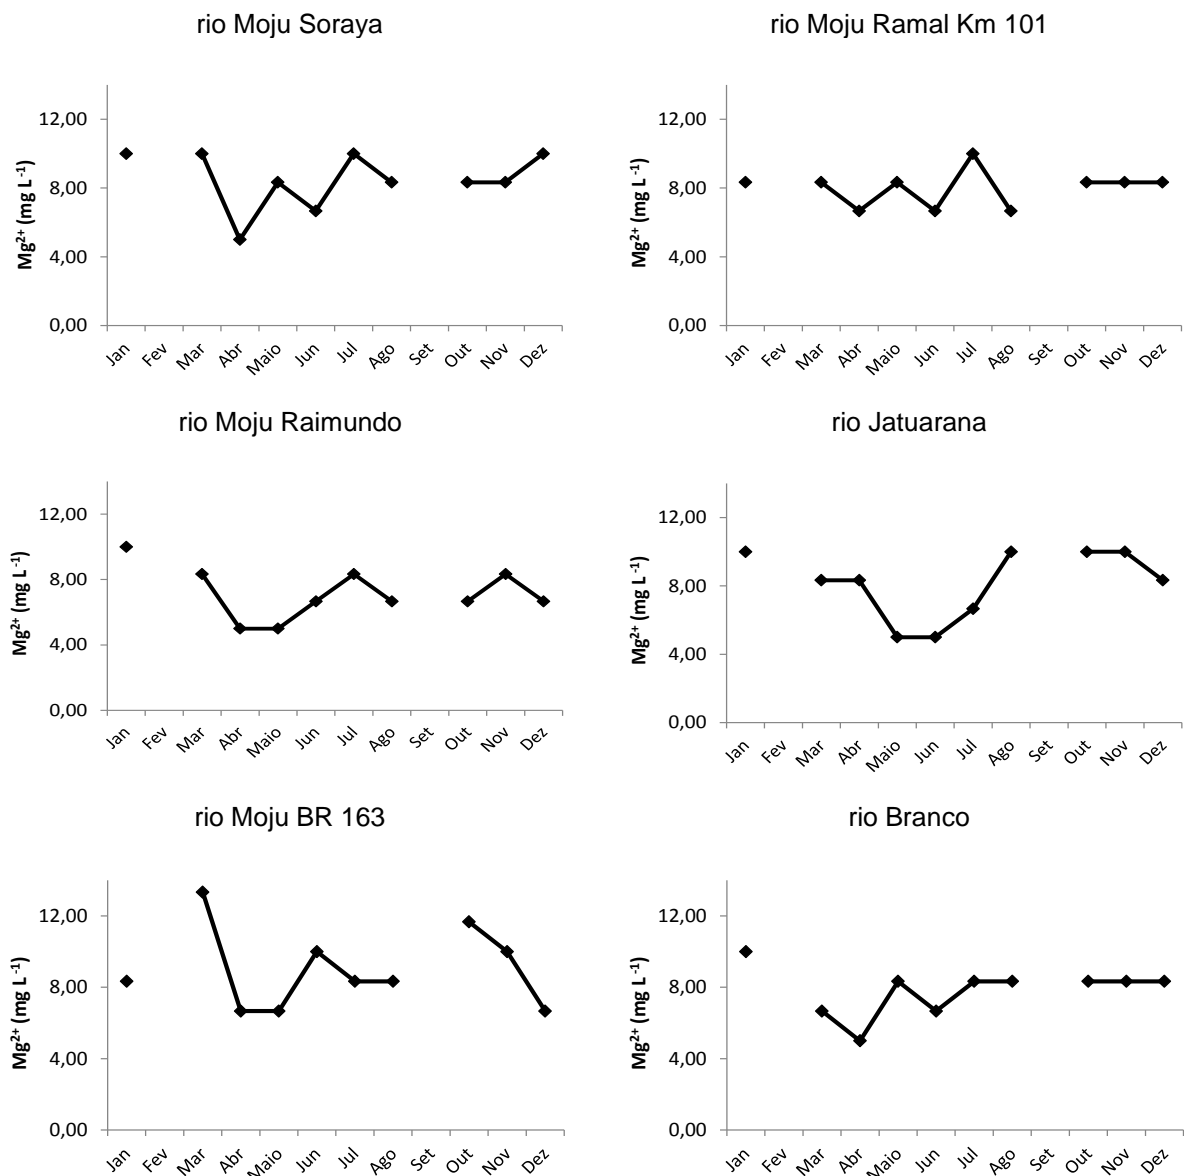 rio Moju Soraya
Mg²⁺ (mg L⁻¹)
12,00
8,00
4,00
0,00
Jan Fev Mar Abr Maio Jun Jul Ago Set Out Nov Dez
rio Moju Ramal Km 101
Mg²⁺ (mg L⁻¹)
12,00
8,00
4,00
0,00
Jan Fev Mar Abr Maio Jun Jul Ago Set Out Nov Dez
rio Moju Raimundo
Mg²⁺ (mg L⁻¹)
12,00
8,00
4,00
0,00
Jan Fev Mar Abr Maio Jun Jul Ago Set Out Nov Dez
rio Jatuarana
Mg²⁺ (mg L⁻¹)
12,00
8,00
4,00
0,00
Jan Fev Mar Abr Maio Jun Jul Ago Set Out Nov Dez
rio Moju BR 163
Mg²⁺ (mg L⁻¹)
12,00
8,00
4,00
0,00
Jan Fev Mar Abr Maio Jun Jul Ago Set Out Nov Dez
rio Branco
Mg²⁺ (mg L⁻¹)
12,00
8,00
4,00
0,00
Jan Fev Mar Abr Maio Jun Jul Ago Set Out Nov Dez